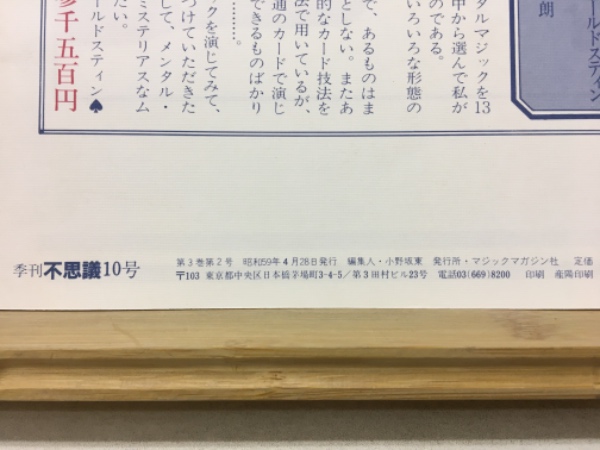 ールドスティン
朗
タルマジックを13
中から選んで私が
のである。
いろいろな形態の
で、あるものはま
としない。またあ
的なカード技法を
法で用いているが、
通のカードで演じ
できるものばかり
………。
クを演じてみて、
つけていただきた
して、メンタル・
ミステリアスなム
たい。
ールドスティン♠
参千五百円
季刊 不思議 10号
第3巻第2号 昭和59年4月28日発行 編集人・小野坂東 発行所・マジックマガジン社 定価
〒103 東京都中央区日本橋茅場町3-4-5/第3田村ビル23号 電話03(669)8200 印刷 産陽印刷